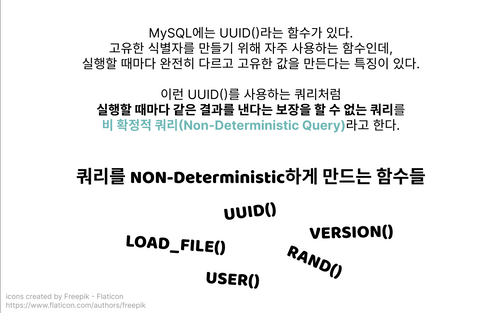 MySQL에는 UUID()라는 함수가 있다.
고유한 식별자를 만들기 위해 자주 사용하는 함수인데,
실행할 때마다 완전히 다르고 고유한 값을 만든다는 특징이 있다.
이런 UUID()를 사용하는 쿼리처럼
실행할 때마다 같은 결과를 낸다는 보장을 할 수 없는 쿼리를
비 확정적 쿼리(Non-Deterministic Query)라고 한다.
쿼리를 NON-Deterministic하게 만드는 함수들
UUID()
VERSION()
LOAD_FILE()
RAND()
USER()
icons created by Freepik - Flaticon
https://www.flaticon.com/authors/freepik